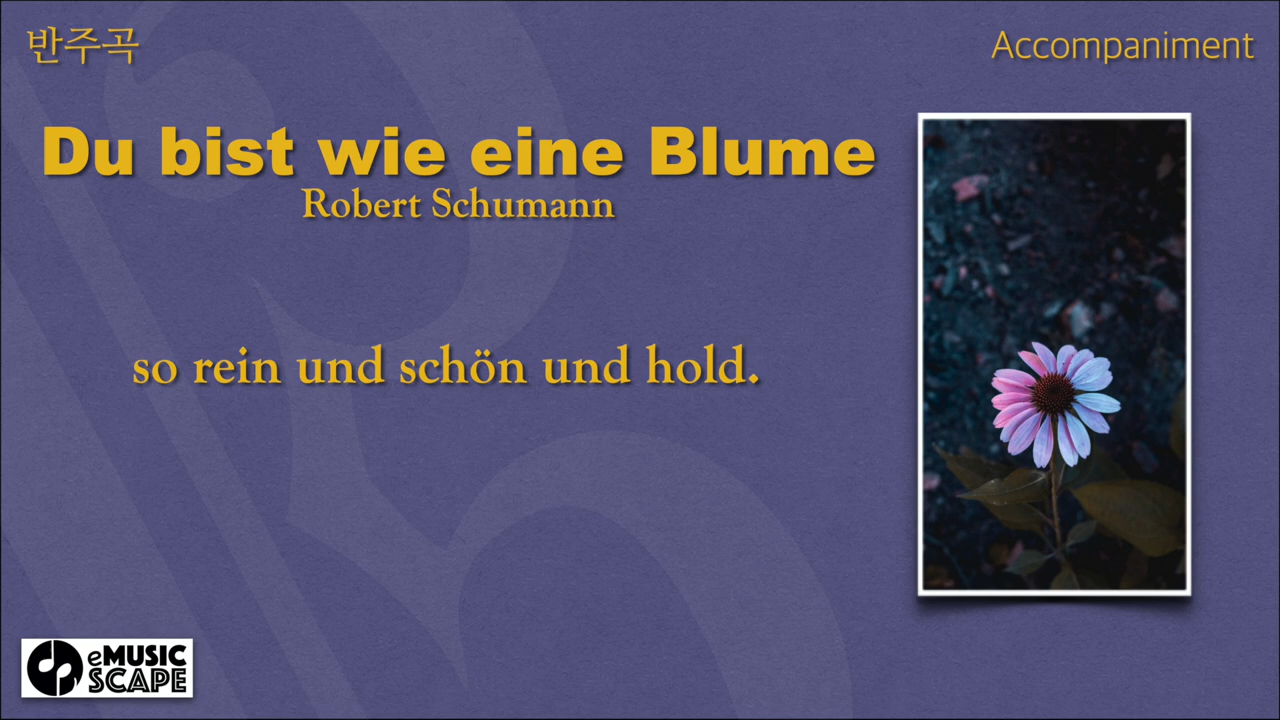 반주곡
Accompaniment
Du bist wie eine Blume
Robert Schumann
so rein und schön und hold.
eMUSIC
SCAPE